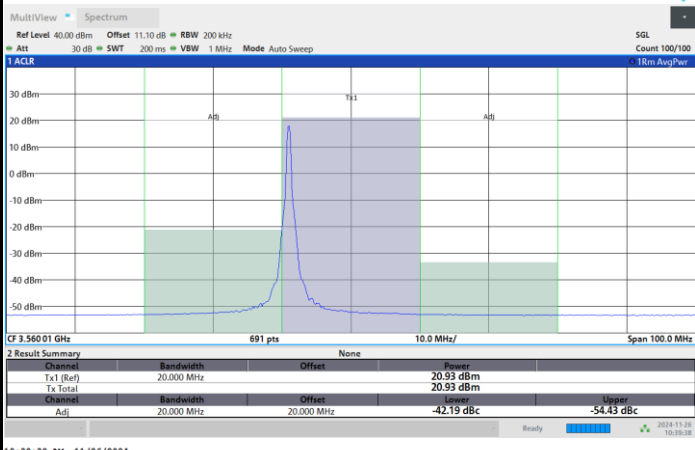 MultiView Spectrum
Ref Level 40.00 dBm Offset 11.10 dB RBW 200 kHz SGL
Att 30 dB SWT 200 ms VBW 1 MHz Mode Auto Sweep Count 100/100
1 ACLR 1Rm AvgPwr
30 dBm
Tx1
20 dBm Adj Adj
10 dBm
0 dBm
-10 dBm
-20 dBm
-30 dBm
-40 dBm
-50 dBm
CF 3.560 01 GHz 691 pts 10.0 MHz/ Span 100.0 MHz
2 Result Summary None
Channel Bandwidth Offset Power
Tx1 (Ref) 20.000 MHz 20.93 dBm
Tx Total 20.93 dBm
Channel Bandwidth Offset Lower Upper
Adj 20.000 MHz 20.000 MHz -42.19 dBc -54.43 dBc
Ready 2024-11-26
10:39:38